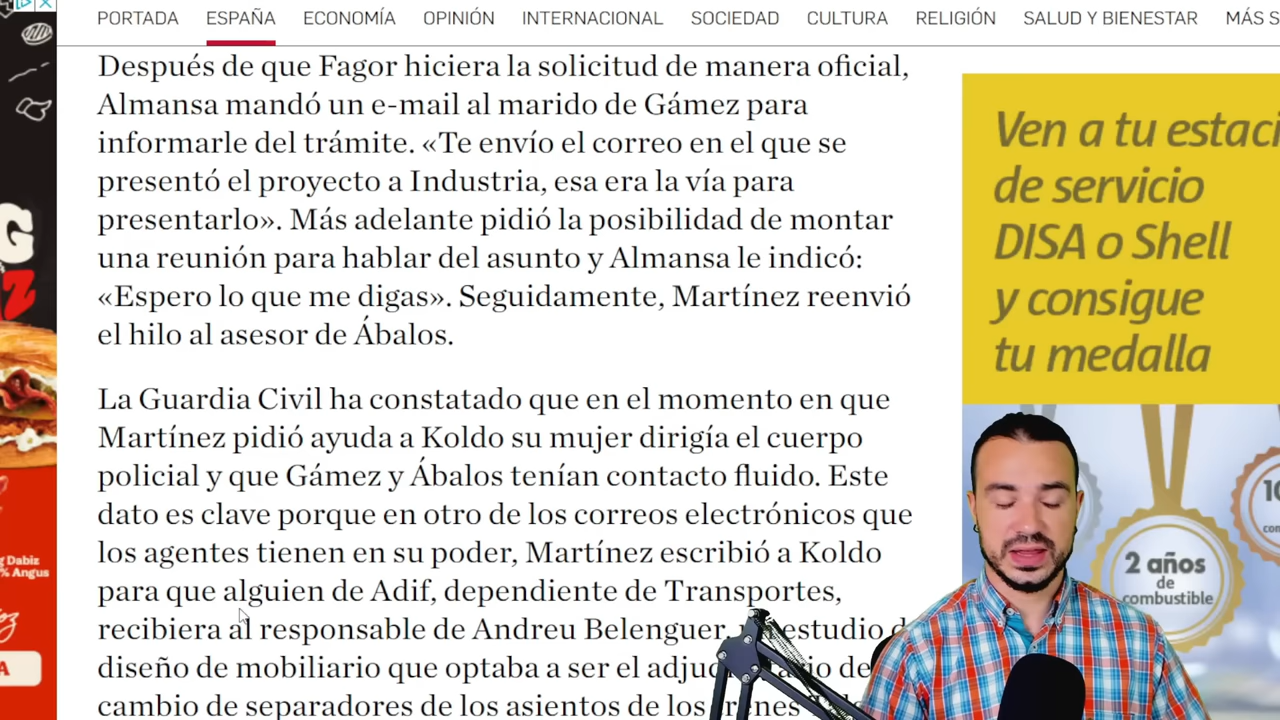 PORTADA ESPAÑA ECONOMÍA OPINIÓN INTERNACIONAL SOCIEDAD CULTURA RELIGIÓN SALUD Y BIENESTAR MÁS S
Después de que Fagor hiciera la solicitud de manera oficial,
Almansa mandó un e-mail al marido de Gámez para
informarle del trámite. «Te envío el correo en el que se
presentó el proyecto a Industria, esa era la vía para
presentarlo». Más adelante pidió la posibilidad de montar
una reunión para hablar del asunto y Almansa le indicó:
«Espero lo que me digas». Seguidamente, Martínez reenvió
el hilo al asesor de Ábalos.
La Guardia Civil ha constatado que en el momento en que
Martínez pidió ayuda a Koldo su mujer dirigía el cuerpo
policial y que Gámez y Ábalos tenían contacto fluido. Este
dato es clave porque en otro de los correos electrónicos que
los agentes tienen en su poder, Martínez escribió a Koldo
para que alguien de Adif, dependiente de Transportes,
recibiera al responsable de Andreu Belenguer, estudio
diseño de mobiliario que optaba a ser el de
cambio de separadores de los asientos de los trenes
Ven a tu estaci
de servicio
DISA o Shell
y consigue
tu medalla
2 años
de
combustible
10
com
G
Z
g Dabiz
% Angus
A